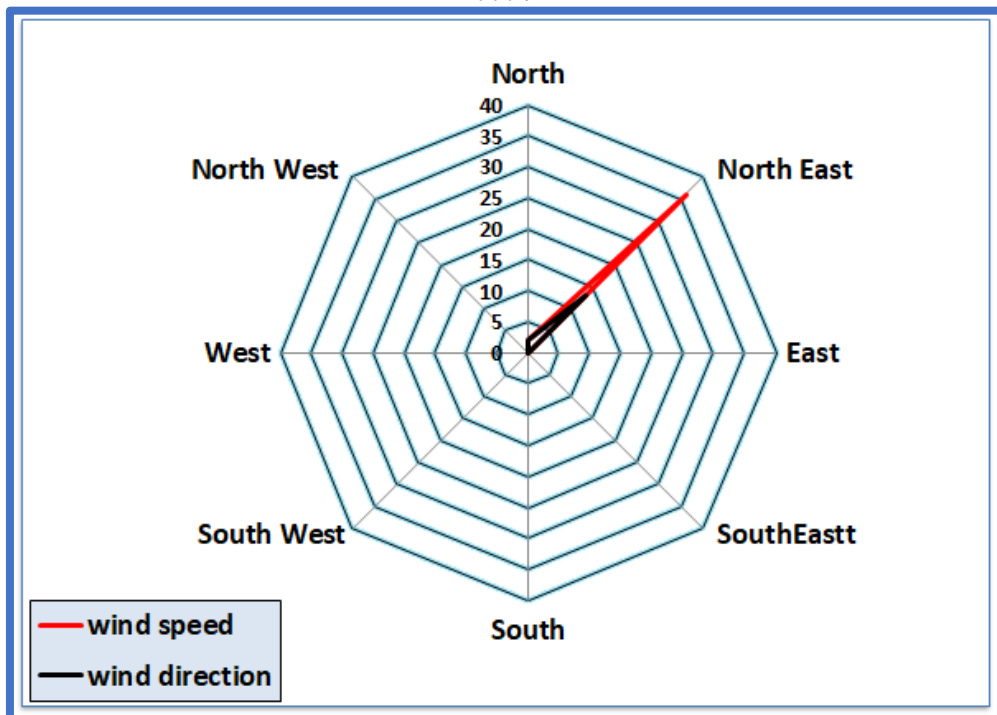 North
40
35
30
25
20
15
10
5
0
North West
North East
West
East
South West
SouthEastt
South
wind speed
wind direction